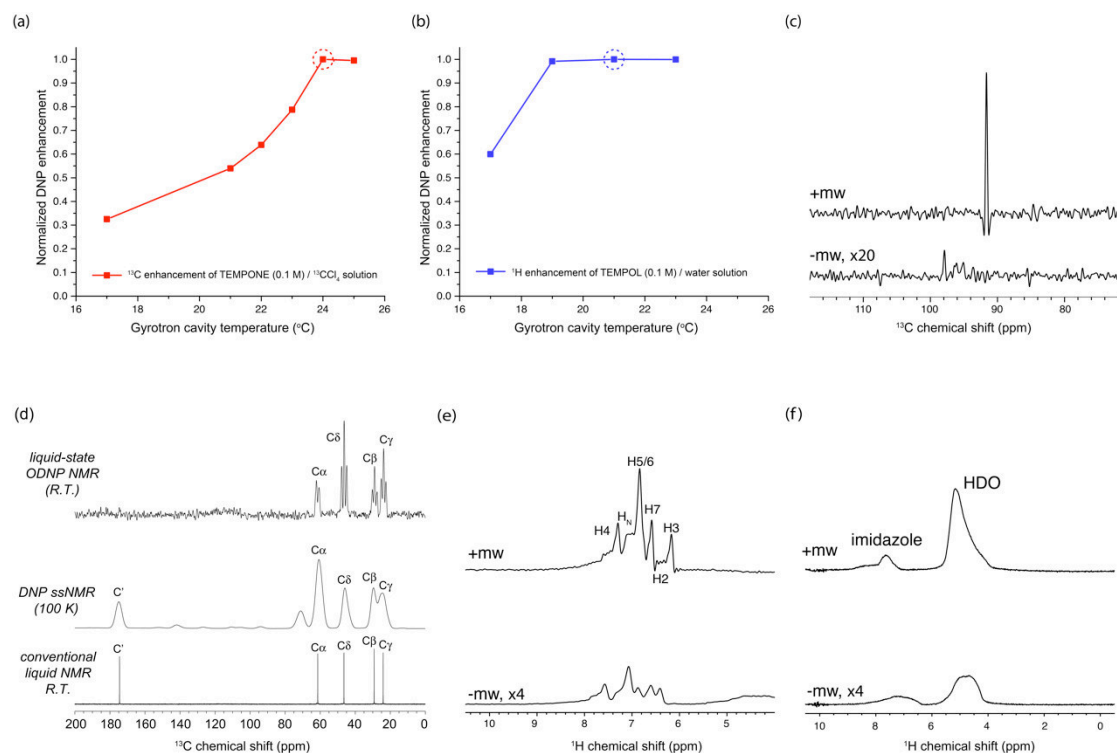 (a)
Normalized DNP enhancement
1.0
0.9
0.8
0.7
0.6
0.5
0.4
0.3
0.2
0.1
0.0
¹³C enhancement of TEMPONE (0.1 M) / ¹³CCl₄ solution
16 18 20 22 24 26
Gyrotron cavity temperature (°C)
(b)
Normalized DNP enhancement
1.0
0.9
0.8
0.7
0.6
0.5
0.4
0.3
0.2
0.1
0.0
¹H enhancement of TEMPOL (0.1 M) / water solution
16 18 20 22 24 26
Gyrotron cavity temperature (°C)
(c)
+mw
-mw, x20
110 100 90 80
¹³C chemical shift (ppm)
(d)
liquid-state
ODNP NMR
(R.T.)
Cα Cδ Cβ Cγ
DNP ssNMR
(100 K)
C' Cα Cδ Cβ Cγ
conventional
liquid NMR
R.T.
C' Cα Cδ Cβ Cγ
200 180 160 140 120 100 80 60 40 20 0
¹³C chemical shift (ppm)
(e)
+mw
H4 H_N H5/6 H7 H2 H3
-mw, x4
10 9 8 7 6 5
¹H chemical shift (ppm)
(f)
+mw
imidazole
HDO
-mw, x4
10 8 6 4 2 0
¹H chemical shift (ppm)